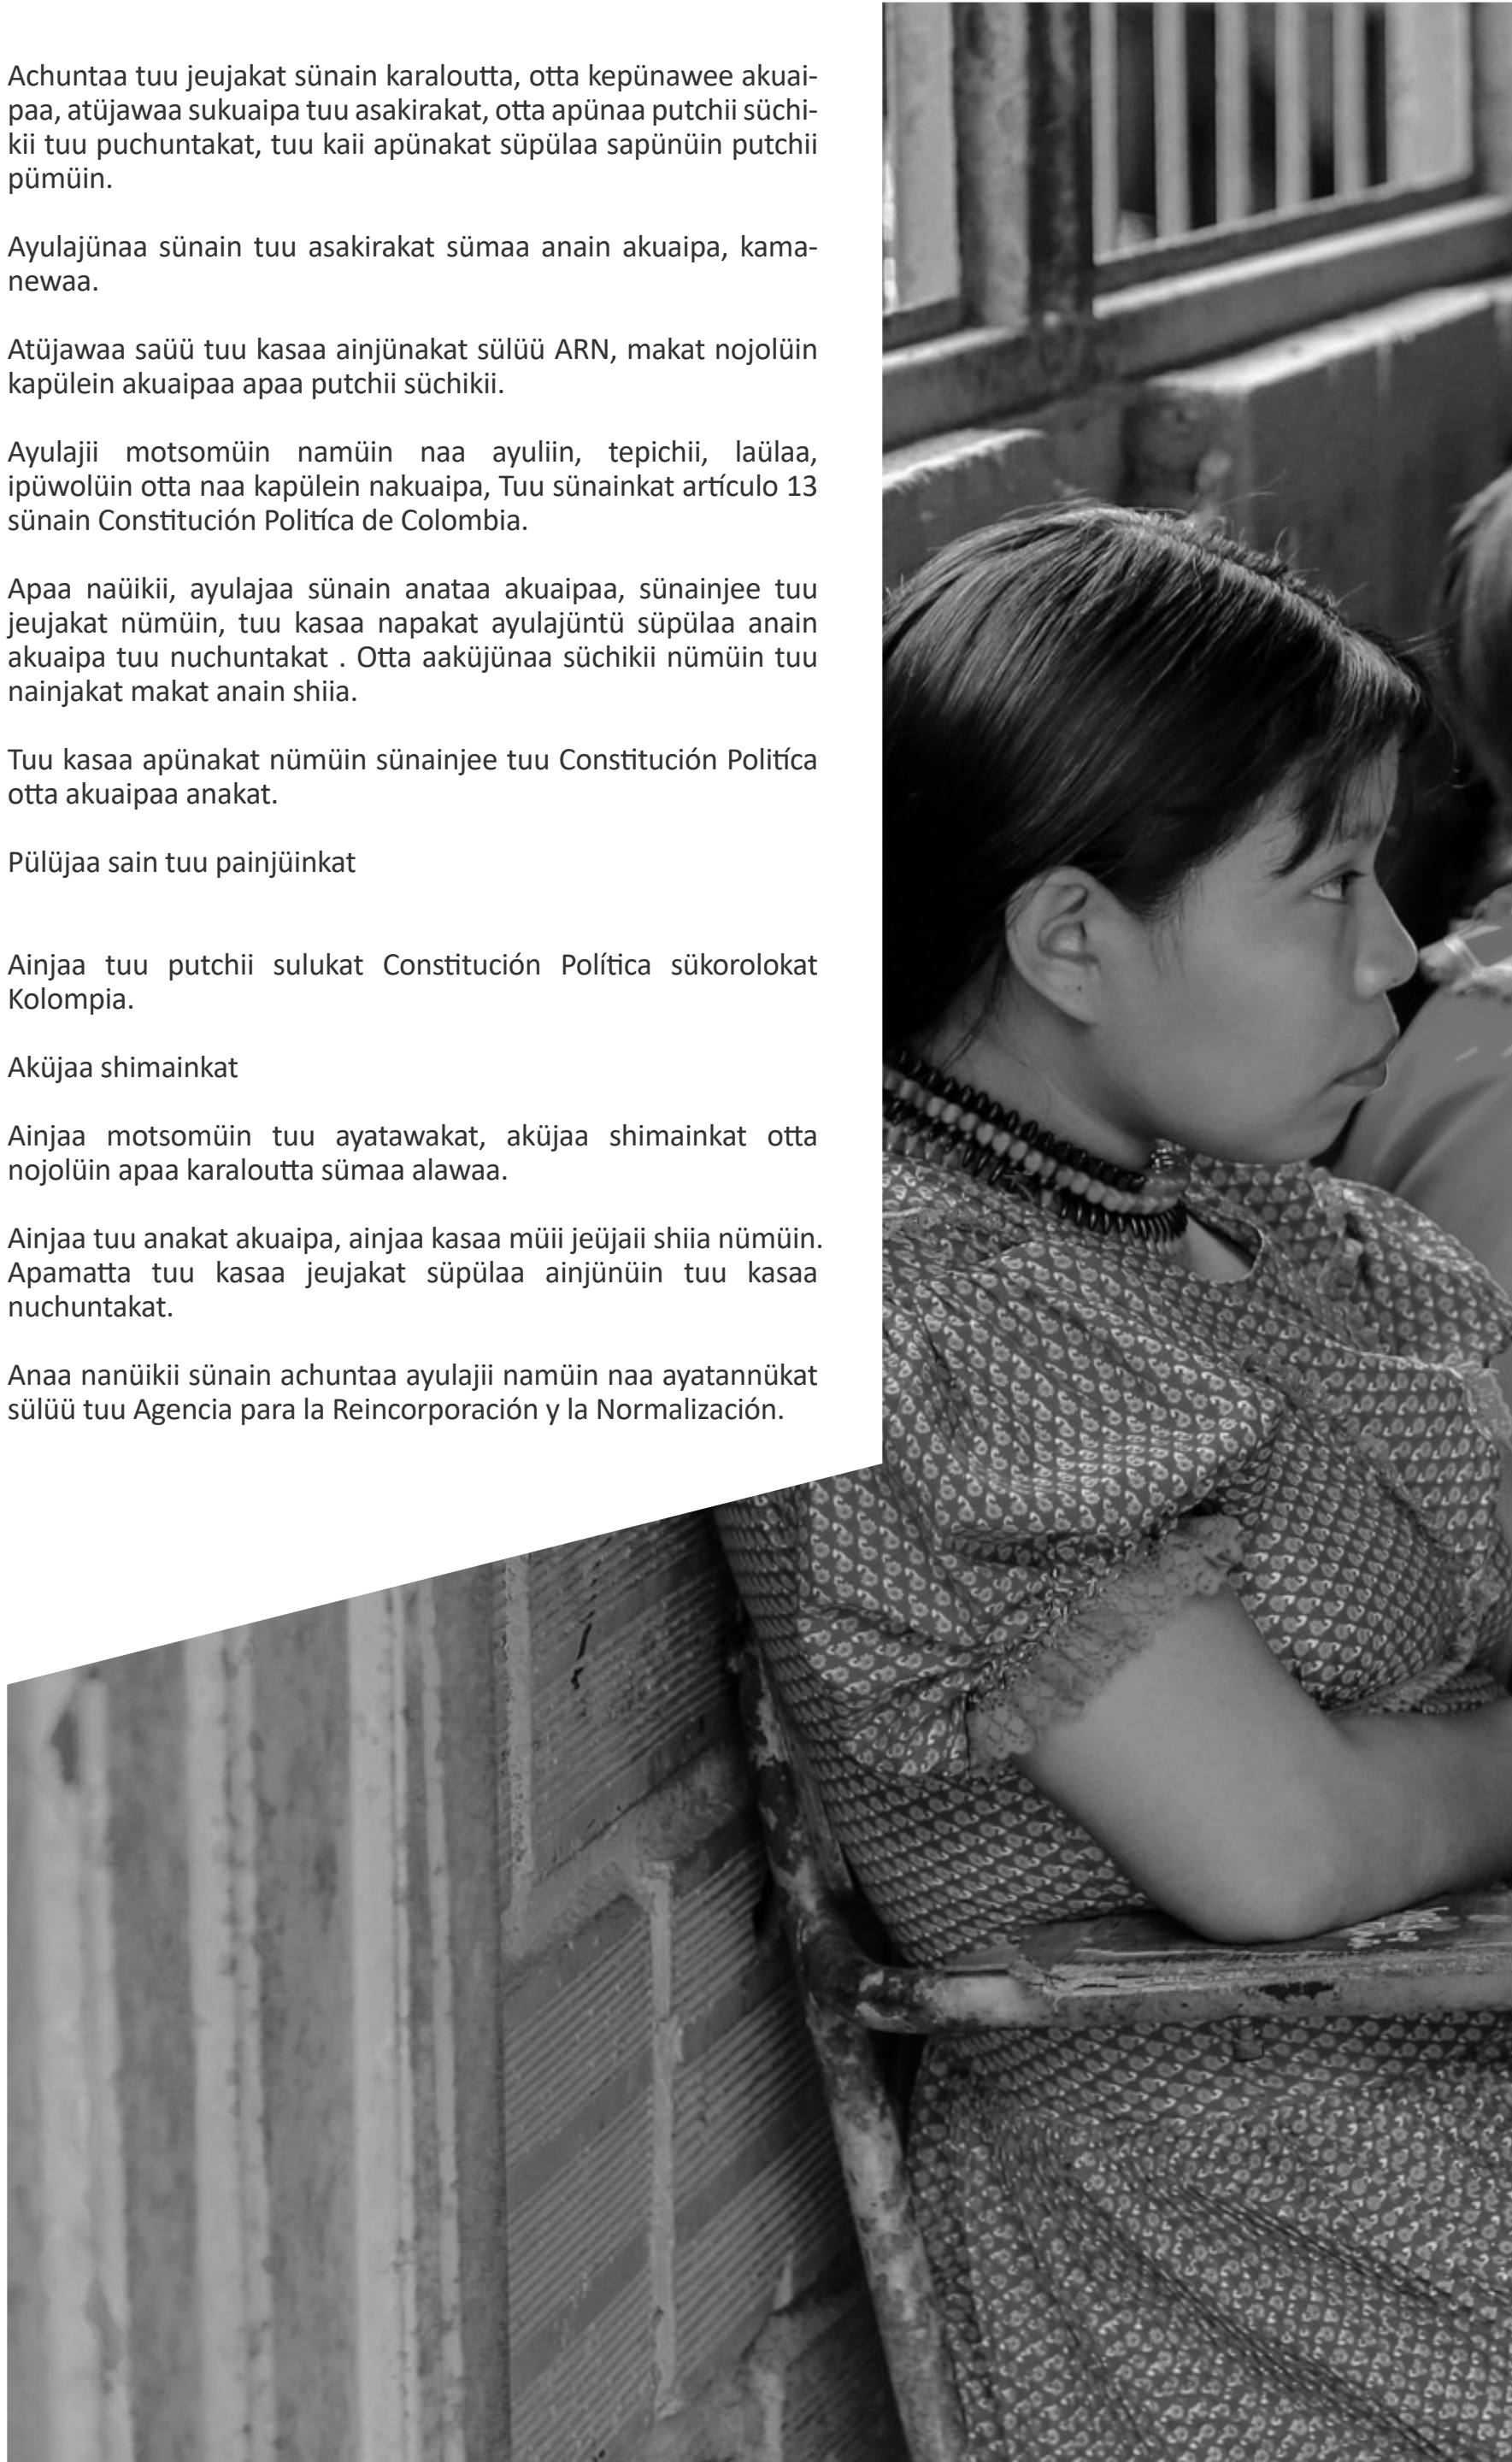 Achuntaa tuu jeujakat sünain karaloutta, otta kepünawee akuai-
paa, atüjawaa sukuaipa tuu asakirakat, otta apünaa putchii süchi-
kii tuu puchuntakat, tuu kaii apünakat süpülaa sapünüin putchii
pümüin.
Ayulajünaa sünain tuu asakirakat sümaa anain akuaipa, kama-
newaa.
Atüjawaa saüü tuu kasaa ainjünakat sülüü ARN, makat nojolüin
kapülein akuaipaa apaa putchii süchikii.
Ayulajii motsomüin namüin naa ayuliin, tepichii, laülaa,
ipüwolüin otta naa kapülein nakuaipa, Tuu sünainkat artículo 13
sünain Constitución Politíca de Colombia.
Apaa naüikii, ayulajaa sünain anataa akuaipaa, sünainjee tuu
jeujakat nümüin, tuu kasaa napakat ayulajüntü süpülaa anain
akuaipa tuu nuchuntakat . Otta aaküjünaa süchikii nümüin tuu
nainjakat makat anain shiia.
Tuu kasaa apünakat nümüin sünainjee tuu Constitución Politíca
otta akuaipaa anakat.
Pülüjaa sain tuu painjüinkat
Ainjaa tuu putchii sulukat Constitución Política sükorolokat
Kolompia.
Aküjaa shimainkat
Ainjaa motsomüin tuu ayatawakat, aküjaa shimainkat otta
nojolüin apaa karaloutta sümaa alawaa.
Ainjaa tuu anakat akuaipa, ainjaa kasaa müii jeüjaii shiia nümüin.
Apamatta tuu kasaa jeujakat süpülaa ainjünüin tuu kasaa
nuchuntakat.
Anaa nanüikii sünain achuntaa ayulajii namüin naa ayatannükat
sülüü tuu Agencia para la Reincorporación y la Normalización.